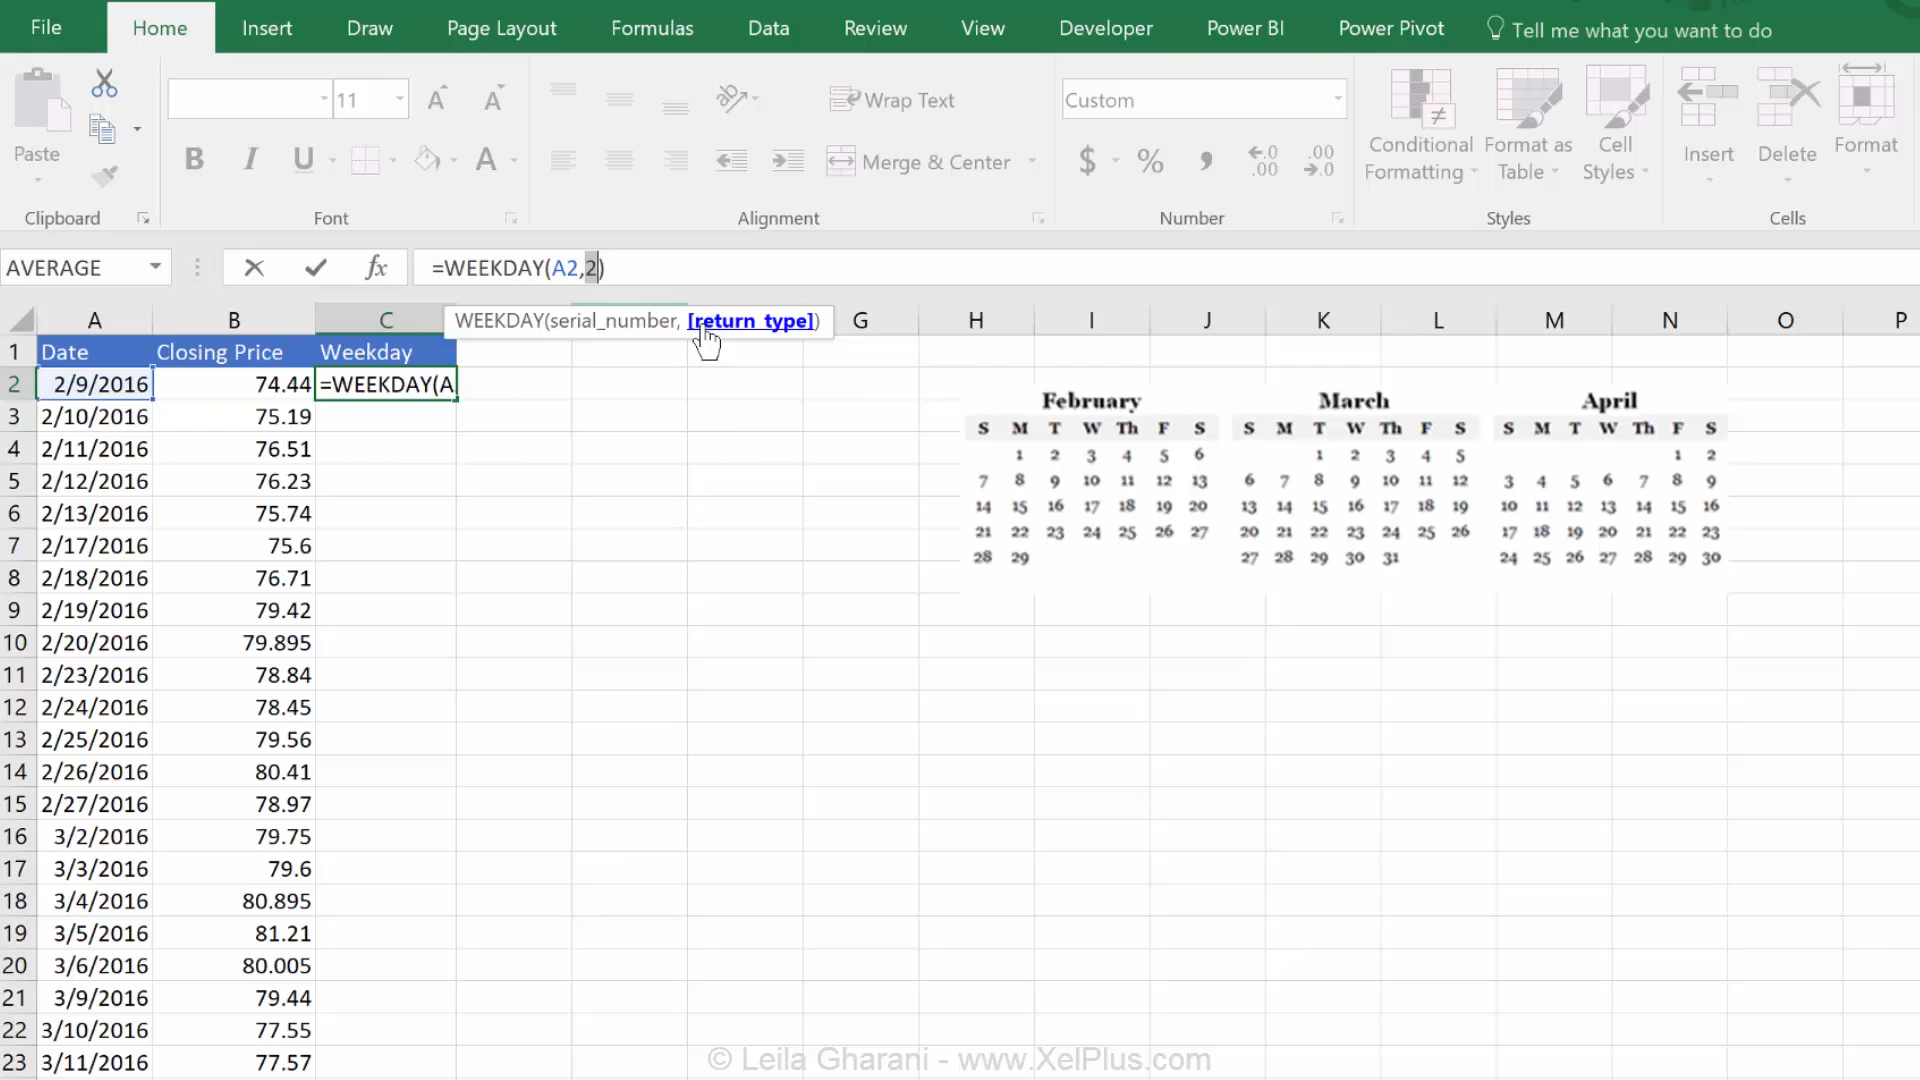 File Home Insert Draw Page Layout Formulas Data Review View Developer Power BI Power Pivot Tell me what you want to do
11 Wrap Text Custom
Paste B I U A Merge & Center $ % , Conditional Formatting Format as Table Cell Styles Insert Delete Format
Clipboard Font Alignment Number Styles Cells
AVERAGE fx =WEEKDAY(A2,2)
WEEKDAY(serial_number, [return_type])
A B C G H I J K L M N O P
1 Date Closing Price Weekday
2 2/9/2016 74.44 =WEEKDAY(A
3 2/10/2016 75.19
4 2/11/2016 76.51
5 2/12/2016 76.23
6 2/13/2016 75.74
7 2/17/2016 75.6
8 2/18/2016 76.71
9 2/19/2016 79.42
10 2/20/2016 79.895
11 2/23/2016 78.84
12 2/24/2016 78.45
13 2/25/2016 79.56
14 2/26/2016 80.41
15 2/27/2016 78.97
16 3/2/2016 79.75
17 3/3/2016 79.6
18 3/4/2016 80.895
19 3/5/2016 81.21
20 3/6/2016 80.005
21 3/9/2016 79.44
22 3/10/2016 77.55
23 3/11/2016 77.57
February
S M T W Th F S
1 2 3 4 5 6
7 8 9 10 11 12 13
14 15 16 17 18 19 20
21 22 23 24 25 26 27
28 29
March
S M T W Th F S
1 2 3 4 5
6 7 8 9 10 11 12
13 14 15 16 17 18 19
20 21 22 23 24 25 26
27 28 29 30 31
April
S M T W Th F S
1 2
3 4 5 6 7 8 9
10 11 12 13 14 15 16
17 18 19 20 21 22 23
24 25 26 27 28 29 30
© Leila Gharani - www.XelPlus.com